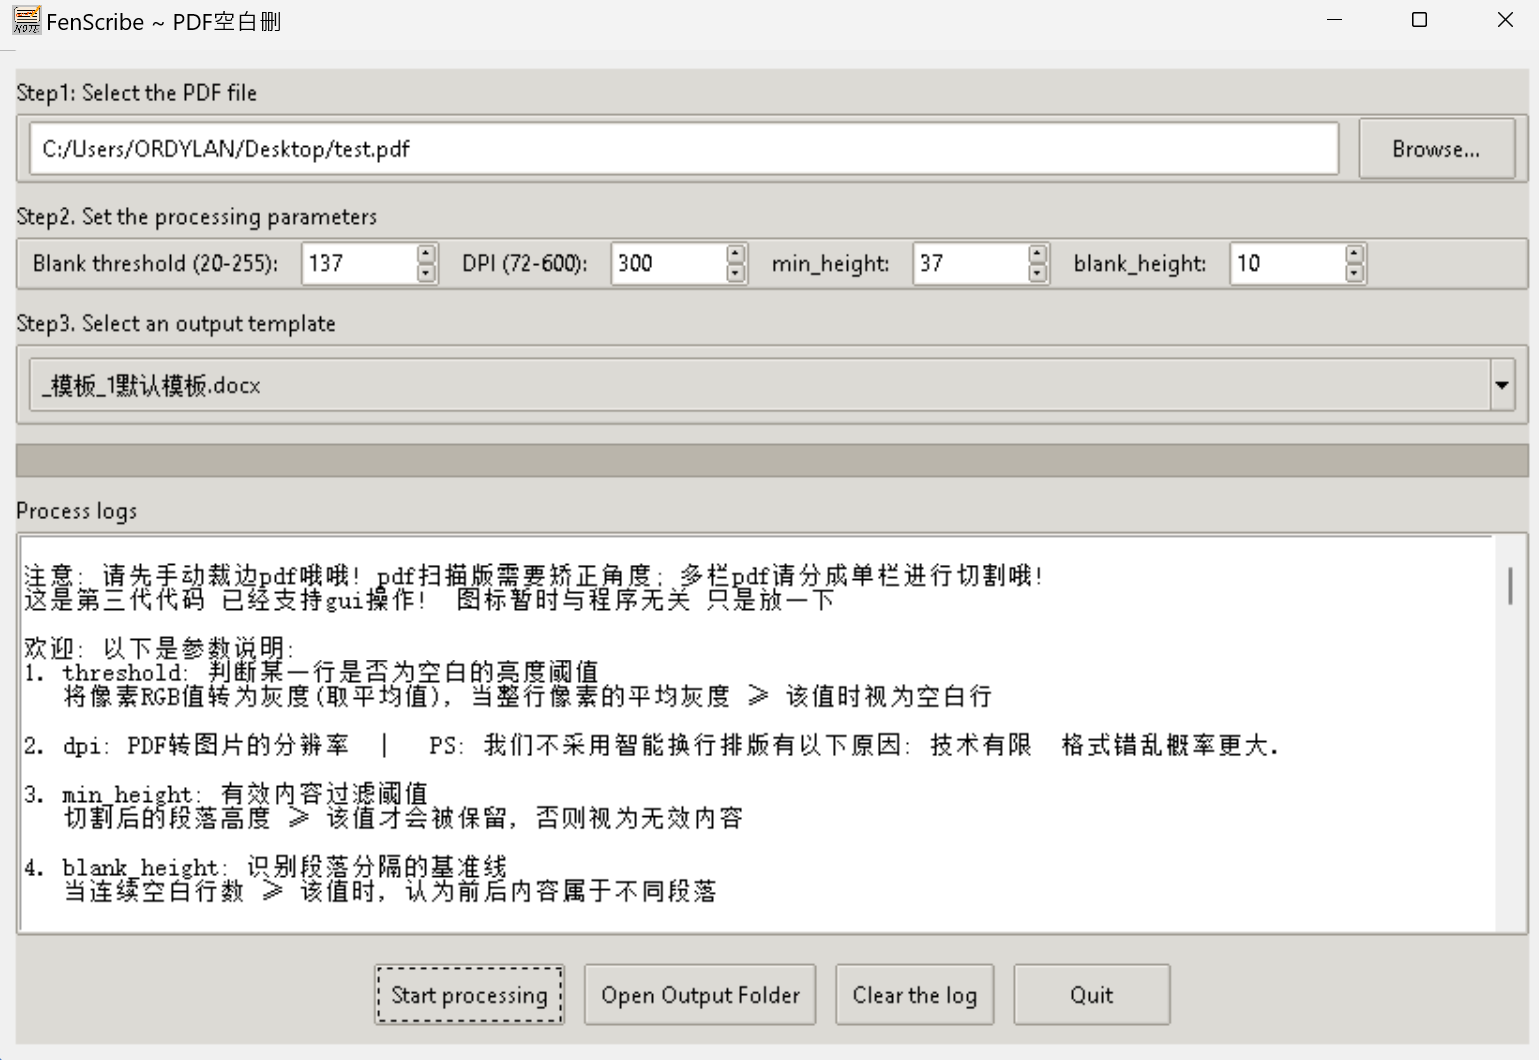 NOTE FenScribe ~ PDF空白删
Step1: Select the PDF file
C:/Users/ORDYLAN/Desktop/test.pdf Browse...
Step2. Set the processing parameters
Blank threshold (20-255): 137 DPI (72-600): 300 min_height: 37 blank_height: 10
Step3. Select an output template
_模板_1默认模板.docx
Process logs
注意: 请先手动裁边pdf哦哦! pdf扫描版需要矫正角度; 多栏pdf请分成单栏进行切割哦!
这是第三代代码 已经支持gui操作! 图标暂时与程序无关 只是放一下
欢迎: 以下是参数说明:
1. threshold: 判断某一行是否为空白的亮度阈值
将像素RGB值转为灰度(取平均值), 当整行像素的平均灰度 ≥ 该值时视为空白行
2. dpi: PDF转图片的分辨率 | PS: 我们不采用智能换行排版有以下原因: 技术有限 格式错乱概率更大.
3. min_height: 有效内容过滤阈值
切割后的段落高度 ≥ 该值才会被保留, 否则视为无效内容
4. blank_height: 识别段落分隔的基准线
当连续空白行数 ≥ 该值时, 认为前后内容属于不同段落
Start processing Open Output Folder Clear the log Quit